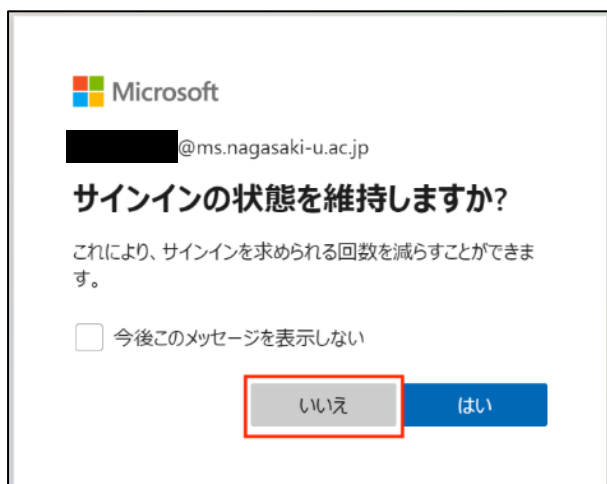 Microsoft
@ms.nagasaki-u.ac.jp
サインインの状態を維持しますか?
これにより、サインインを求められる回数を減らすことができま
す。
今後このメッセージを表示しない
いいえ
はい